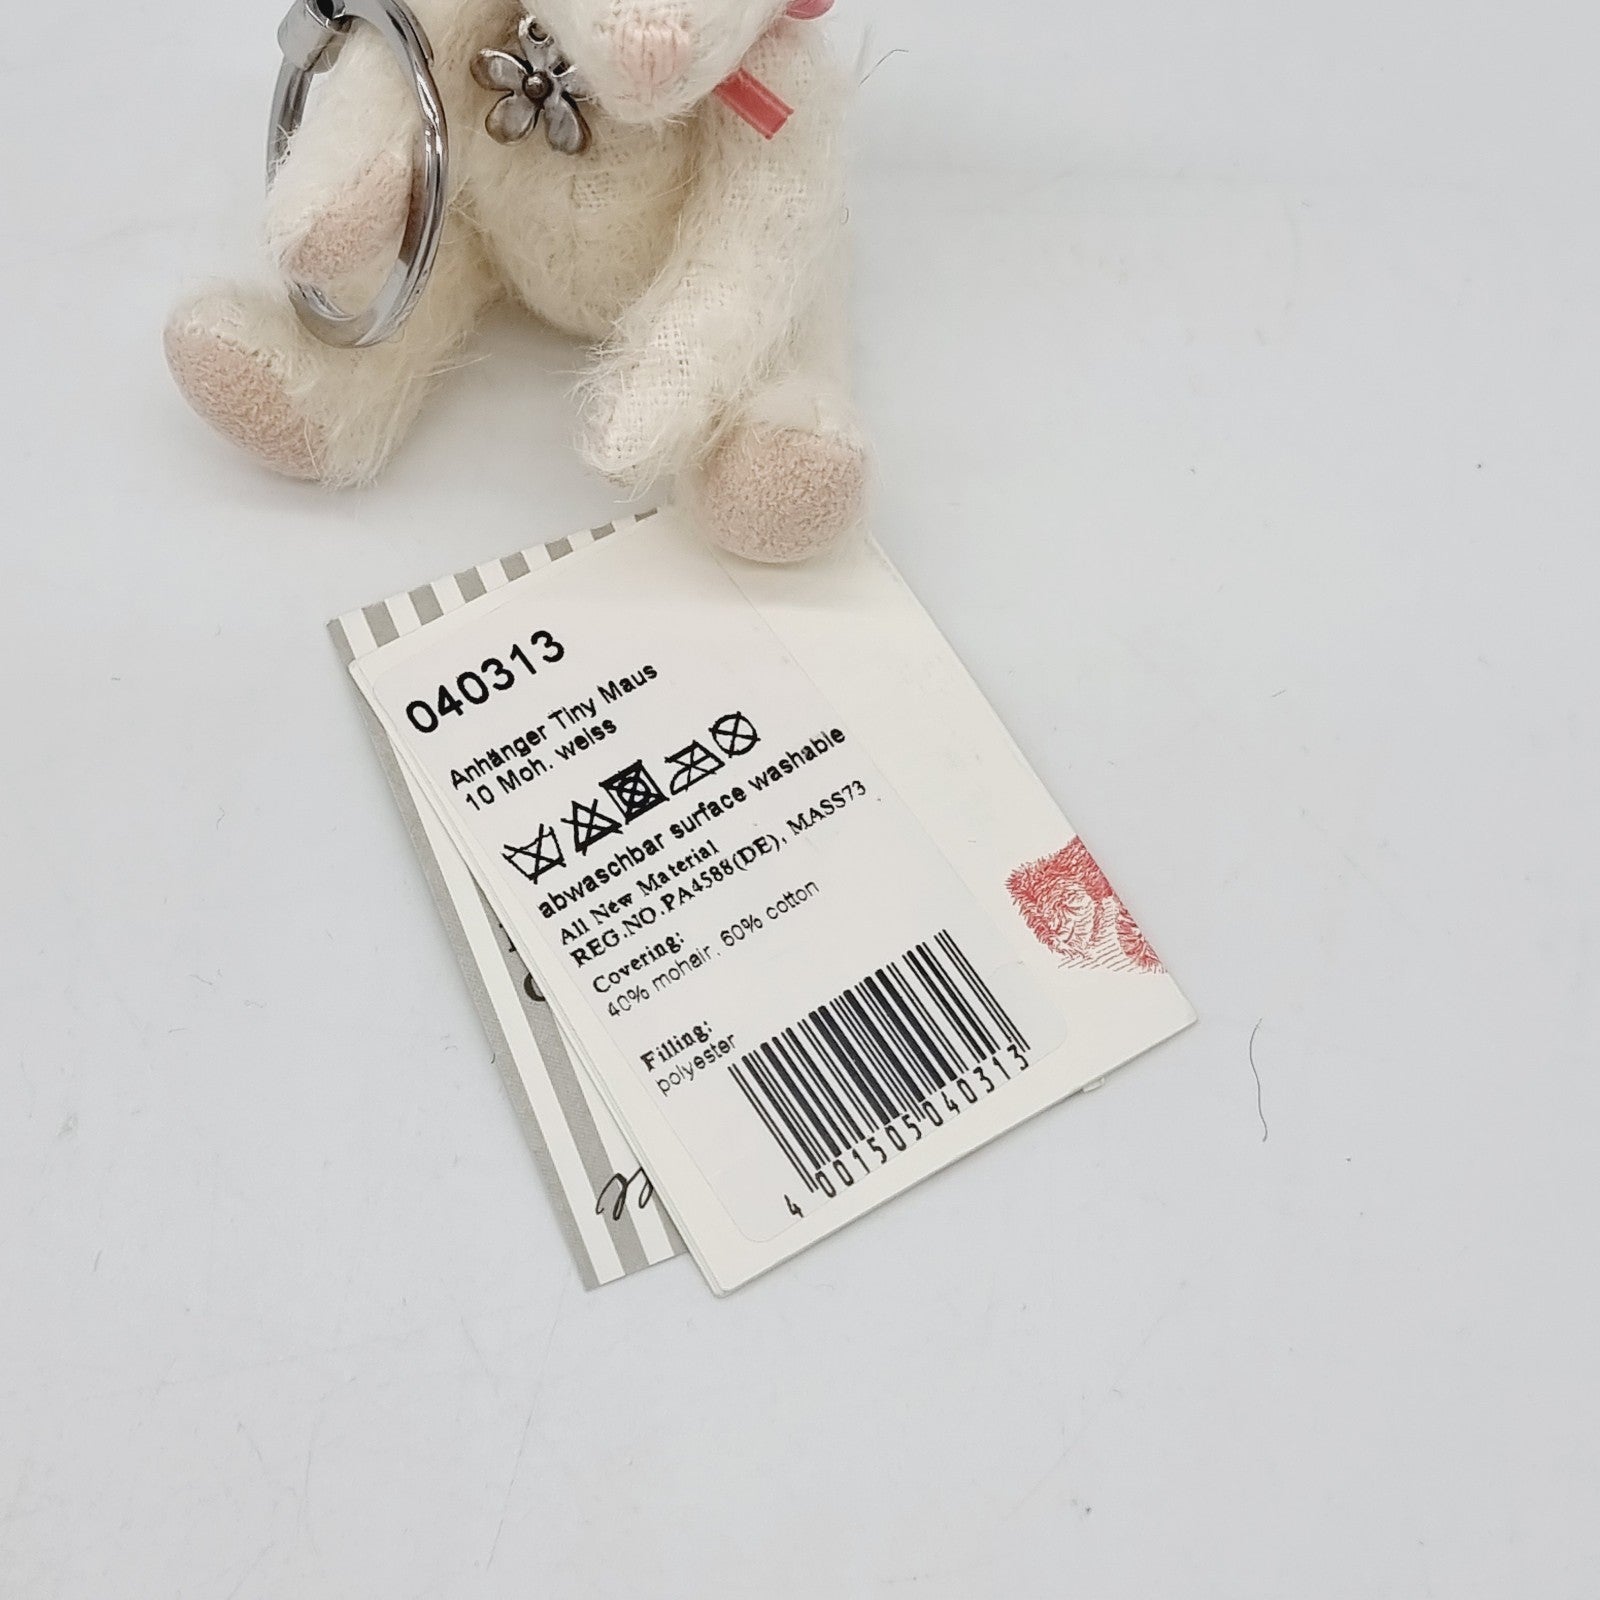 040313
Anhänger Tiny Maus
10 Moh. weiss
abwaschbar surface washable
All New Material
REG.NO.PA4588(DE), MASS73
Covering:
40% mohair, 60% cotton
Filling:
polyester
4 001505 040313